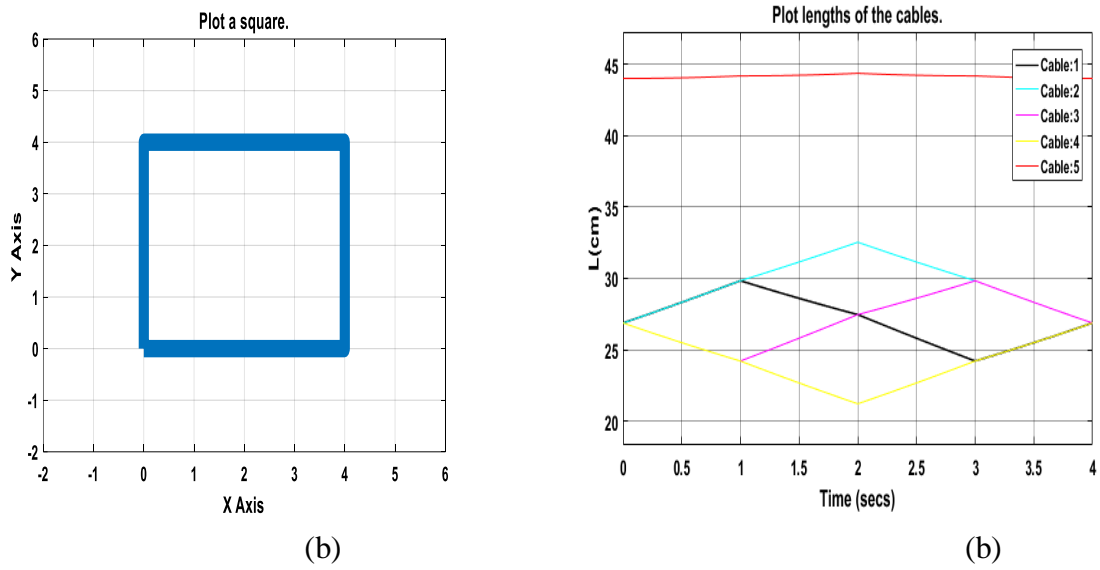 Plot a square.
6
5
4
3
2
1
0
-1
-2
Y Axis
-2 -1 0 1 2 3 4 5 6
X Axis
(b)
Plot lengths of the cables.
45
40
35
30
25
20
L(cm)
Cable:1
Cable:2
Cable:3
Cable:4
Cable:5
0 0.5 1 1.5 2 2.5 3 3.5 4
Time (secs)
(b)